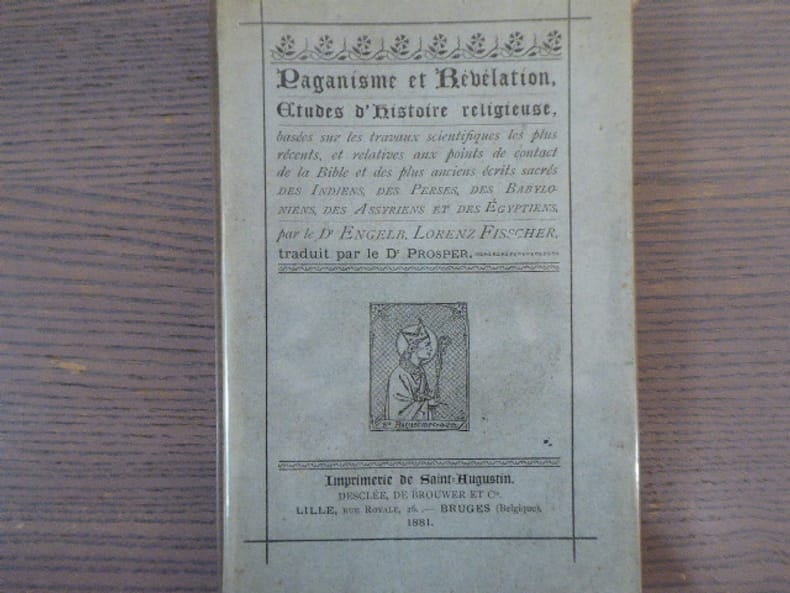 Paganisme et Révélation,
Etudes d'histoire religieuse,
basées sur les travaux scientifiques les plus
récents, et relatives aux points de contact
de la Bible et des plus anciens écrits sacrés
DES INDIENS, DES PERSES, DES BABYLO-
NIENS, DES ASSYRIENS ET DES ÉGYPTIENS,
par le Dr ENGELB. LORENZ FISSCHER,
traduit par le Dr PROSPER.
Imprimerie de Saint-Augustin.
DESCLÉE, DE BROUWER ET Cie.
LILLE, RUE ROYALE, 26. — BRUGES (Belgique).
1881.